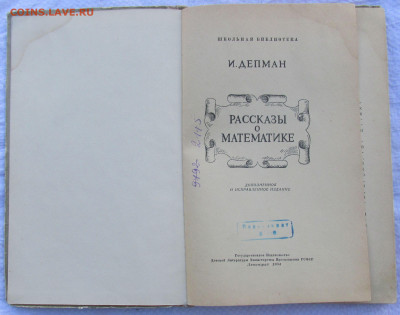 COINS.LAVE.RU
ШКОЛЬНАЯ БИБЛИОТЕКА
И. ДЕПМАН
РАССКАЗЫ
О
МАТЕМАТИКЕ
ДОПОЛНЕННОЕ
И ИСПРАВЛЕННОЕ ИЗДАНИЕ
Государственное Издательство
Детской Литературы Министерства Просвещения РСФСР
Ленинград